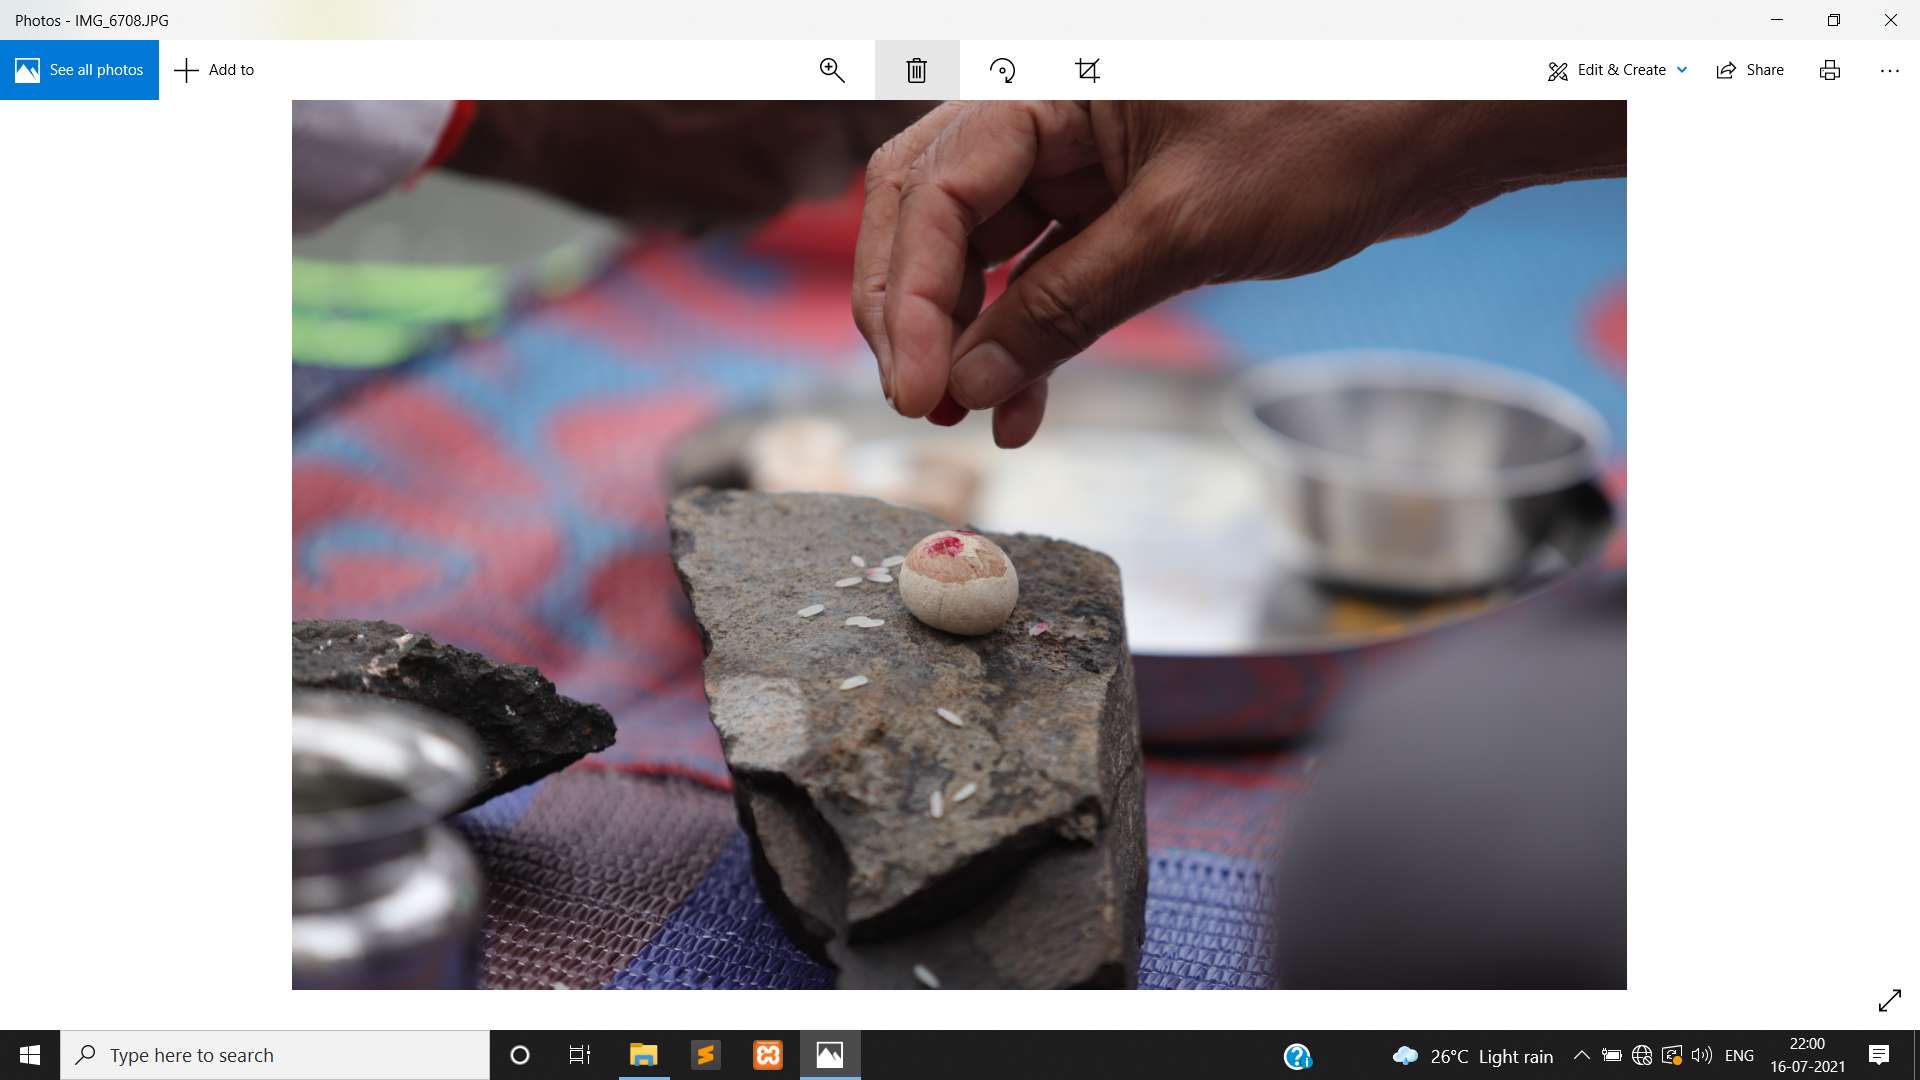 Photos - IMG_6708.JPG
See all photos
Add to
Edit & Create
Share
Type here to search
26°C Light rain
ENG
22:00
16-07-2021